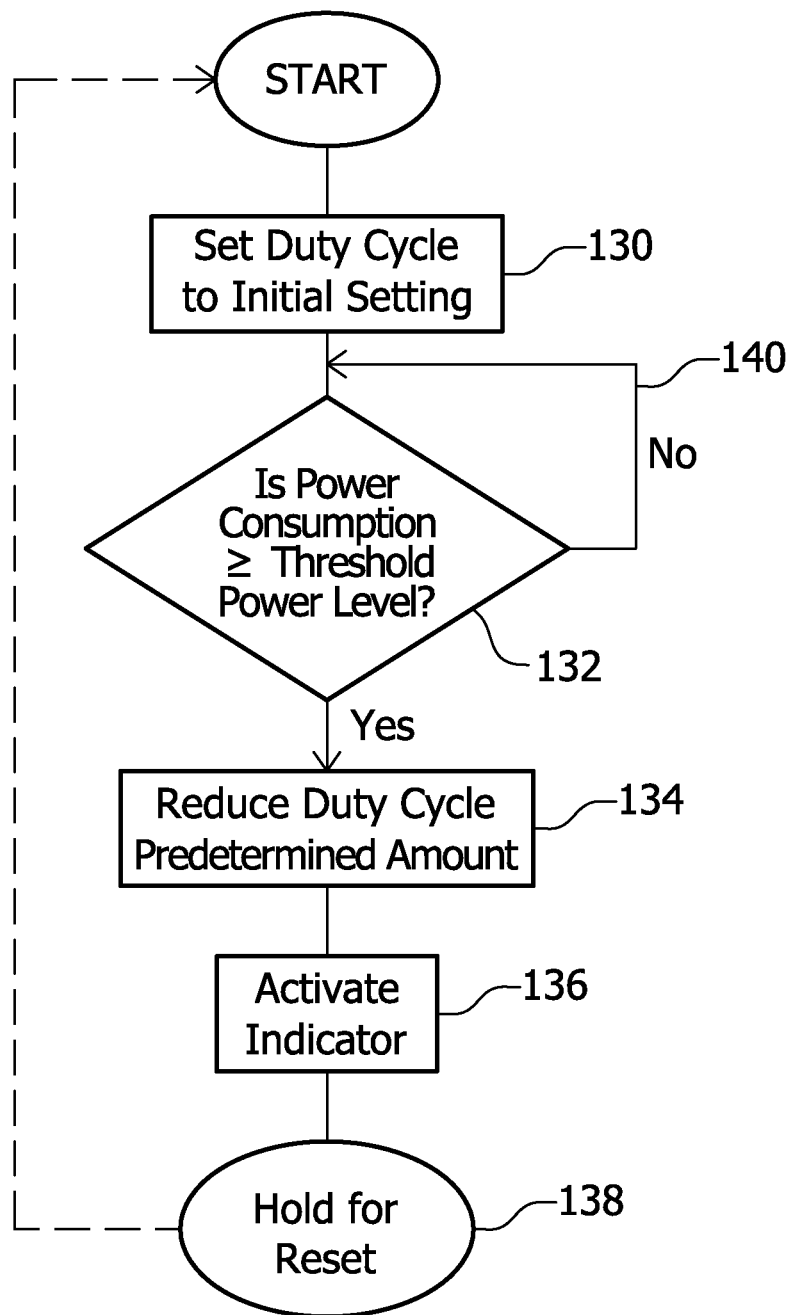 START
Set Duty Cycle
to Initial Setting
130
140
No
Is Power
Consumption
≥ Threshold
Power Level?
132
Yes
Reduce Duty Cycle
Predetermined Amount
134
Activate
Indicator
136
Hold for
Reset
138